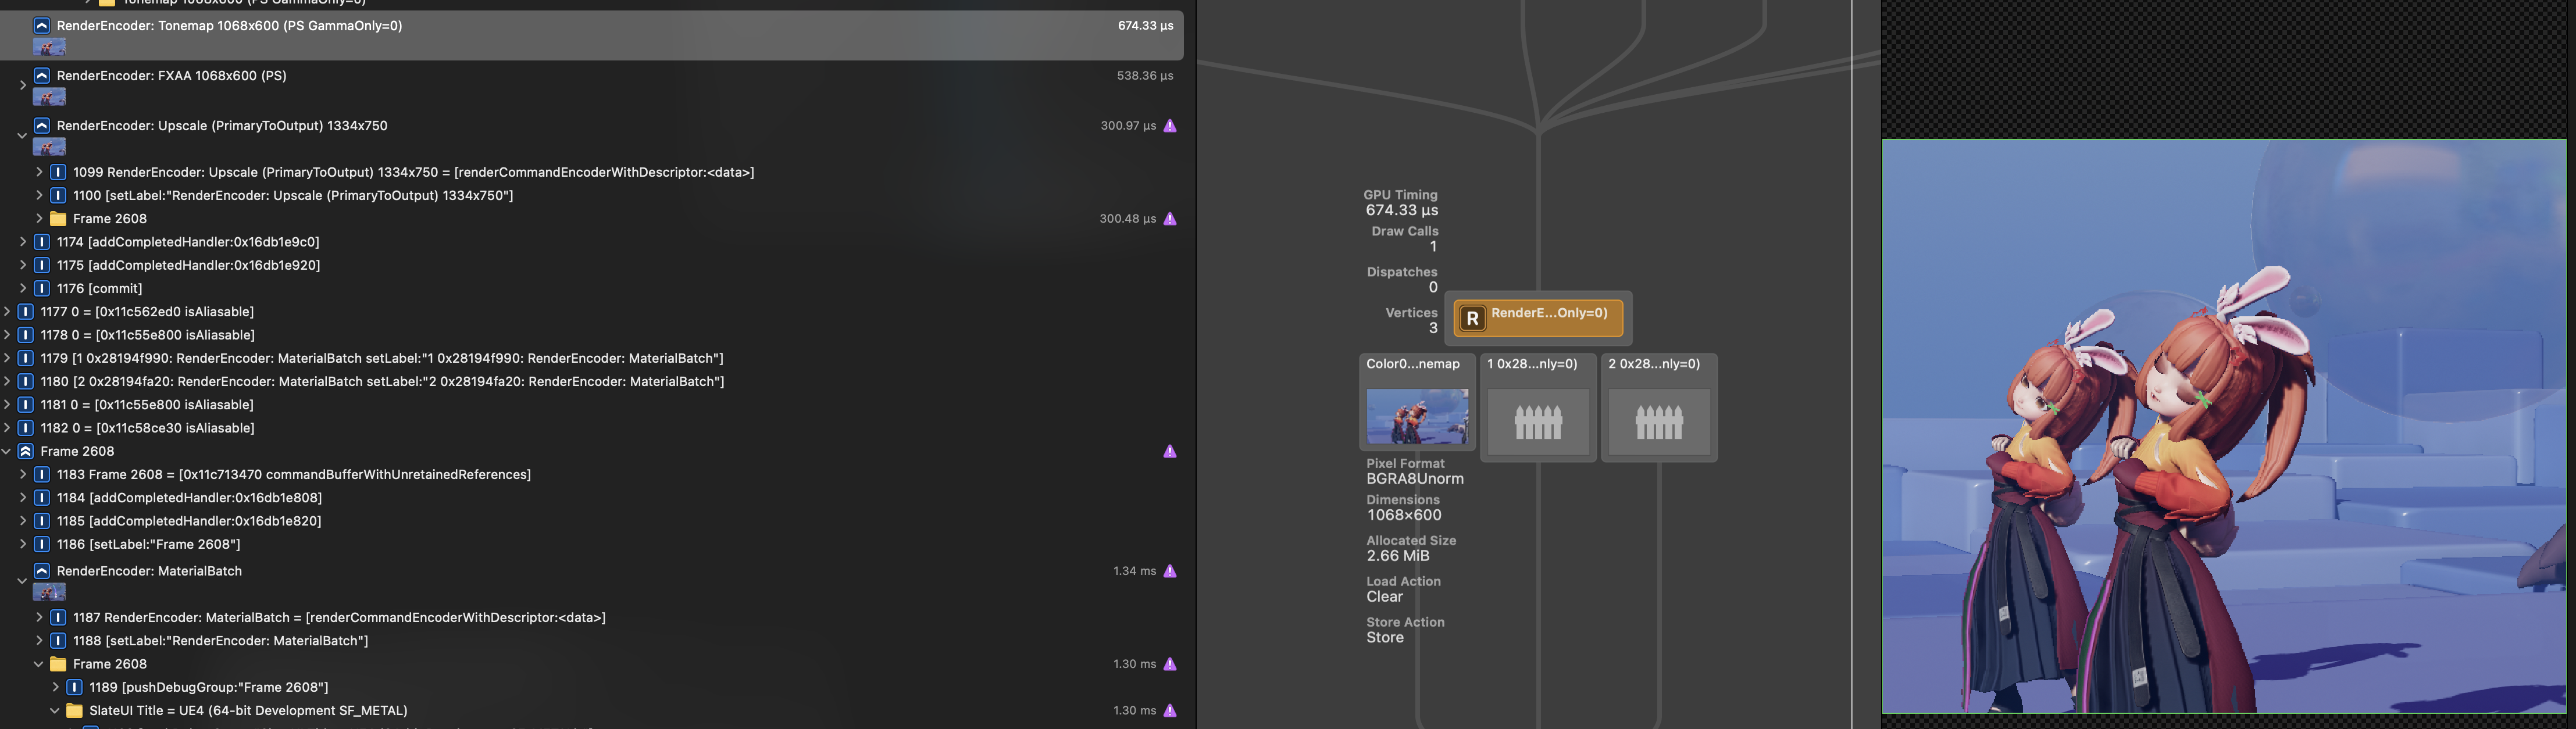 Tonemap 1068x600 (PS GammaOnly=0)
RenderEncoder: Tonemap 1068x600 (PS GammaOnly=0) 674.33 µs
RenderEncoder: FXAA 1068x600 (PS) 538.36 µs
RenderEncoder: Upscale (PrimaryToOutput) 1334x750 300.97 µs
1099 RenderEncoder: Upscale (PrimaryToOutput) 1334x750 = [renderCommandEncoderWithDescriptor:<data>]
1100 [setLabel:"RenderEncoder: Upscale (PrimaryToOutput) 1334x750"]
Frame 2608 300.48 µs
1174 [addCompletedHandler:0x16db1e9c0]
1175 [addCompletedHandler:0x16db1e920]
1176 [commit]
1177 0 = [0x11c562ed0 isAliasable]
1178 0 = [0x11c55e800 isAliasable]
1179 [1 0x28194f990: RenderEncoder: MaterialBatch setLabel:"1 0x28194f990: RenderEncoder: MaterialBatch"]
1180 [2 0x28194fa20: RenderEncoder: MaterialBatch setLabel:"2 0x28194fa20: RenderEncoder: MaterialBatch"]
1181 0 = [0x11c55e800 isAliasable]
1182 0 = [0x11c58ce30 isAliasable]
Frame 2608
1183 Frame 2608 = [0x11c713470 commandBufferWithUnretainedReferences]
1184 [addCompletedHandler:0x16db1e808]
1185 [addCompletedHandler:0x16db1e820]
1186 [setLabel:"Frame 2608"]
RenderEncoder: MaterialBatch 1.34 ms
1187 RenderEncoder: MaterialBatch = [renderCommandEncoderWithDescriptor:<data>]
1188 [setLabel:"RenderEncoder: MaterialBatch"]
Frame 2608 1.30 ms
1189 [pushDebugGroup:"Frame 2608"]
SlateUI Title = UE4 (64-bit Development SF_METAL) 1.30 ms
GPU Timing
674.33 µs
Draw Calls
1
Dispatches
0
Vertices
3
R RenderE...Only=0)
Color0...nemap
1 0x28...nly=0)
2 0x28...nly=0)
Pixel Format
BGRA8Unorm
Dimensions
1068×600
Allocated Size
2.66 MiB
Load Action
Clear
Store Action
Store